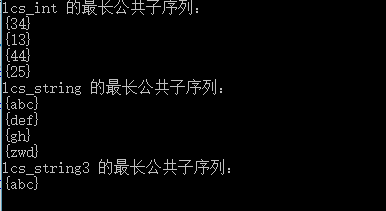 lcs_int 的最长公共子序列：
{34}
{13}
{44}
{25}
lcs_string 的最长公共子序列：
{abc}
{def}
{gh}
{zwd}
lcs_string3 的最长公共子序列：
{abc}